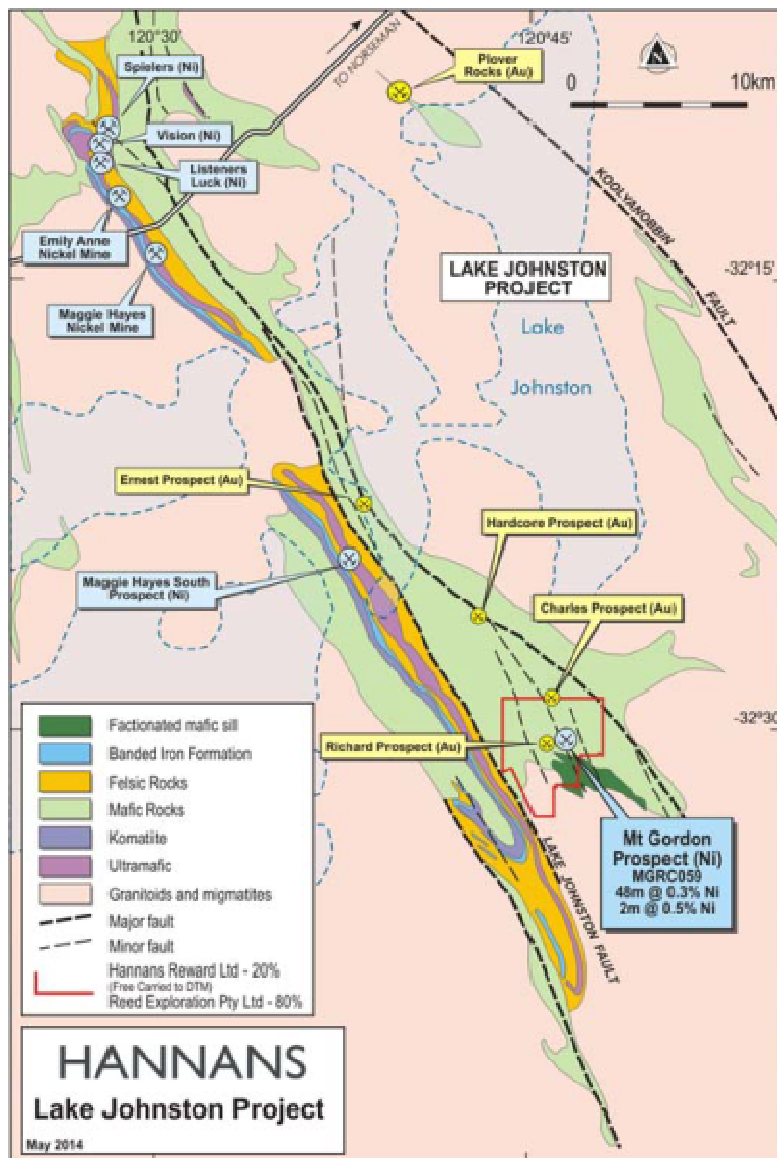 120°30'
120°45'
Spielers (Ni)
Vision (Ni)
Listeners
Luck (Ni)
Emily Anne
Nickel Mine
Maggie Hayes
Nickel Mine
TO NORSEMAN
Plover
Rocks (Au)
0 10km
N
KOOLYANOBBIN
FAULT
LAKE JOHNSTON
PROJECT
-32°15'
Lake
Johnston
Ernest Prospect (Au)
Hardcore Prospect (Au)
Maggie Hayes South
Prospect (Ni)
Charles Prospect (Au)
-32°30
Richard Prospect (Au)
Mt Gordon
Prospect (Ni)
MGRC059
48m @ 0.3% Ni
2m @ 0.5% Ni
LAKE JOHNSTON FAULT
Factionated mafic sill
Banded Iron Formation
Felsic Rocks
Mafic Rocks
Komatiite
Ultramafic
Granitoids and migmatites
Major fault
Minor fault
Hannans Reward Ltd - 20%
(Free Carried to DTM)
Reed Exploration Pty Ltd - 80%
HANNANS
Lake Johnston Project
May 2014